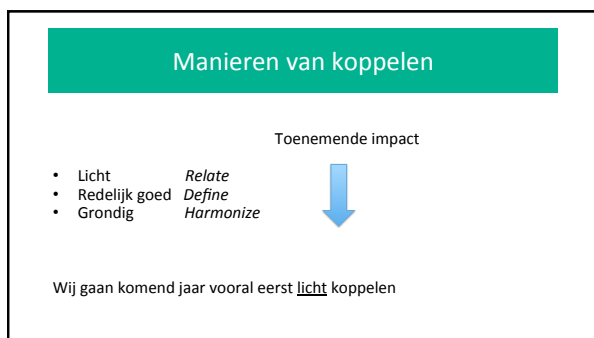 Manieren van koppelen
Toenemende impact
• Licht Relate
• Redelijk goed Define
• Grondig Harmonize
Wij gaan komend jaar vooral eerst licht koppelen